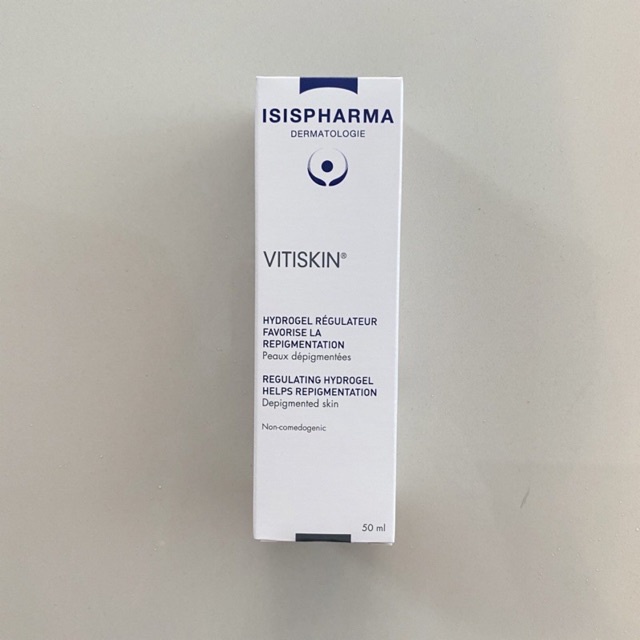 ISISPHARMA
DERMATOLOGIE
VITISKIN®
HYDROGEL RÉGULATEUR
FAVORISE LA
REPIGMENTATION
Peaux dépigmentées
REGULATING HYDROGEL
HELPS REPIGMENTATION
Depigmented skin
Non-comedogenic
50 ml